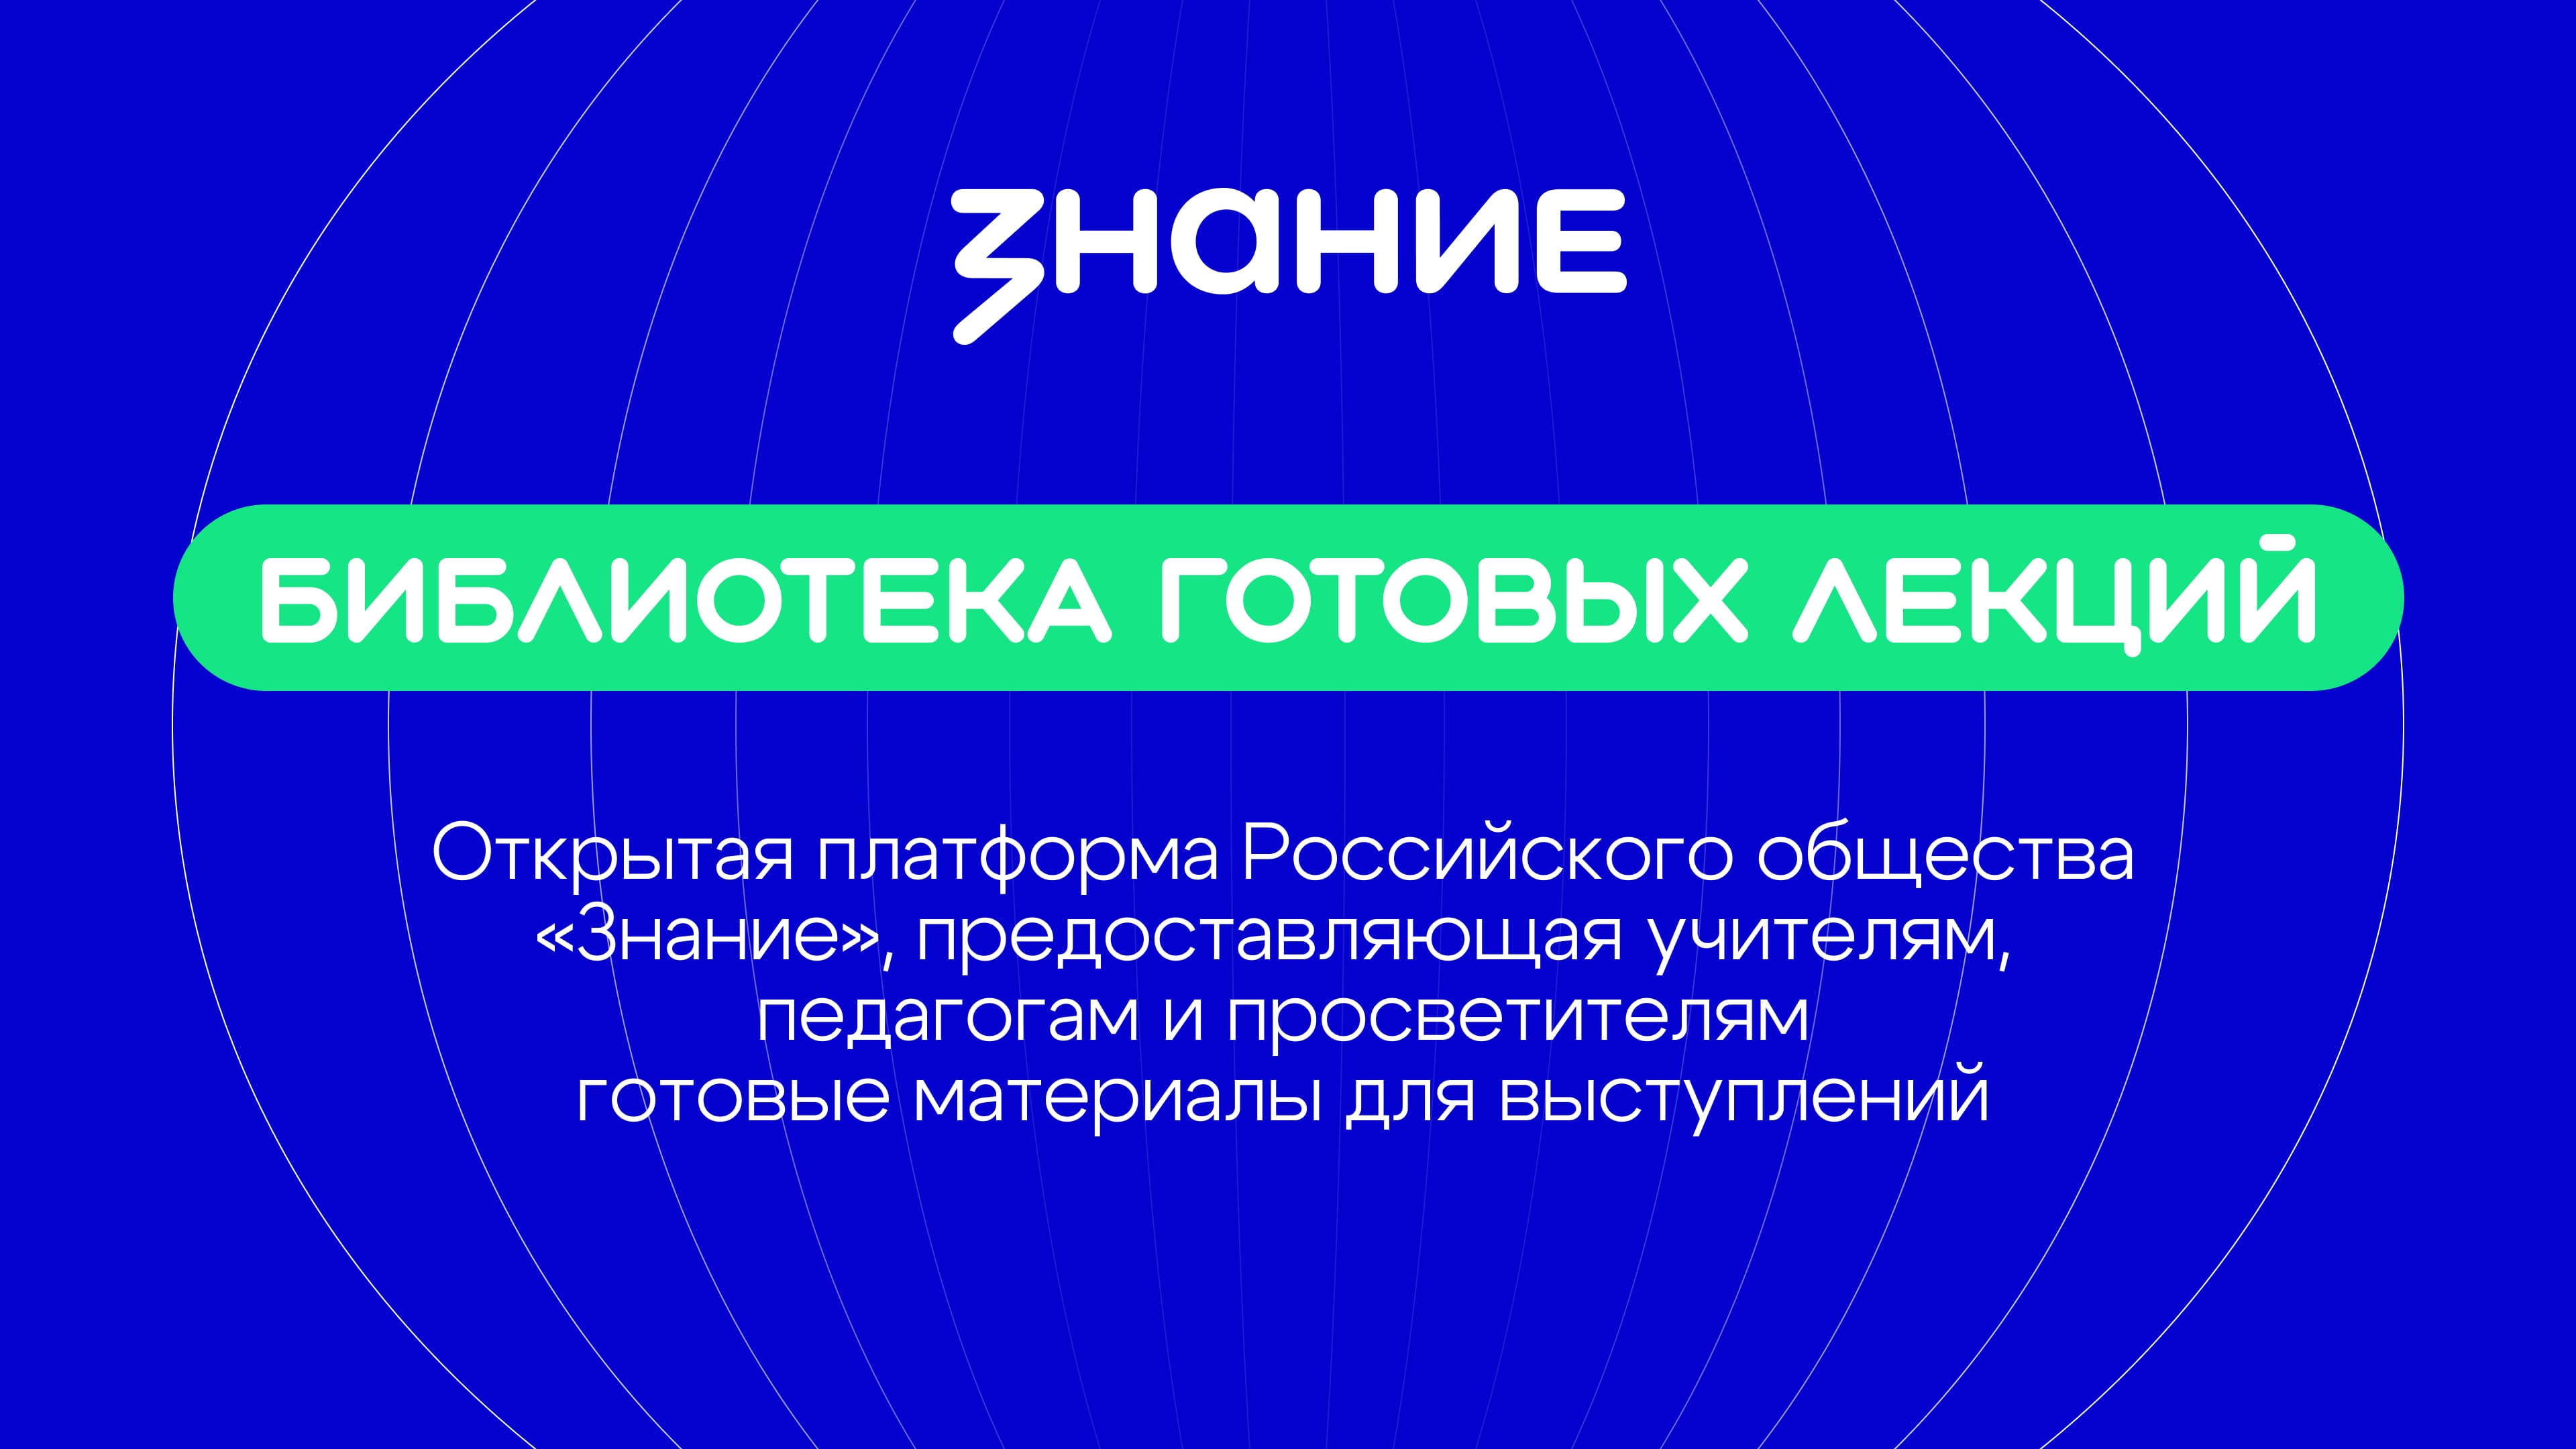 знание
БИБЛИОТЕКА ГОТОВЫХ ЛЕКЦИЙ
Открытая платформа Российского общества
«Знание», предоставляющая учителям,
педагогам и просветителям
готовые материалы для выступлений